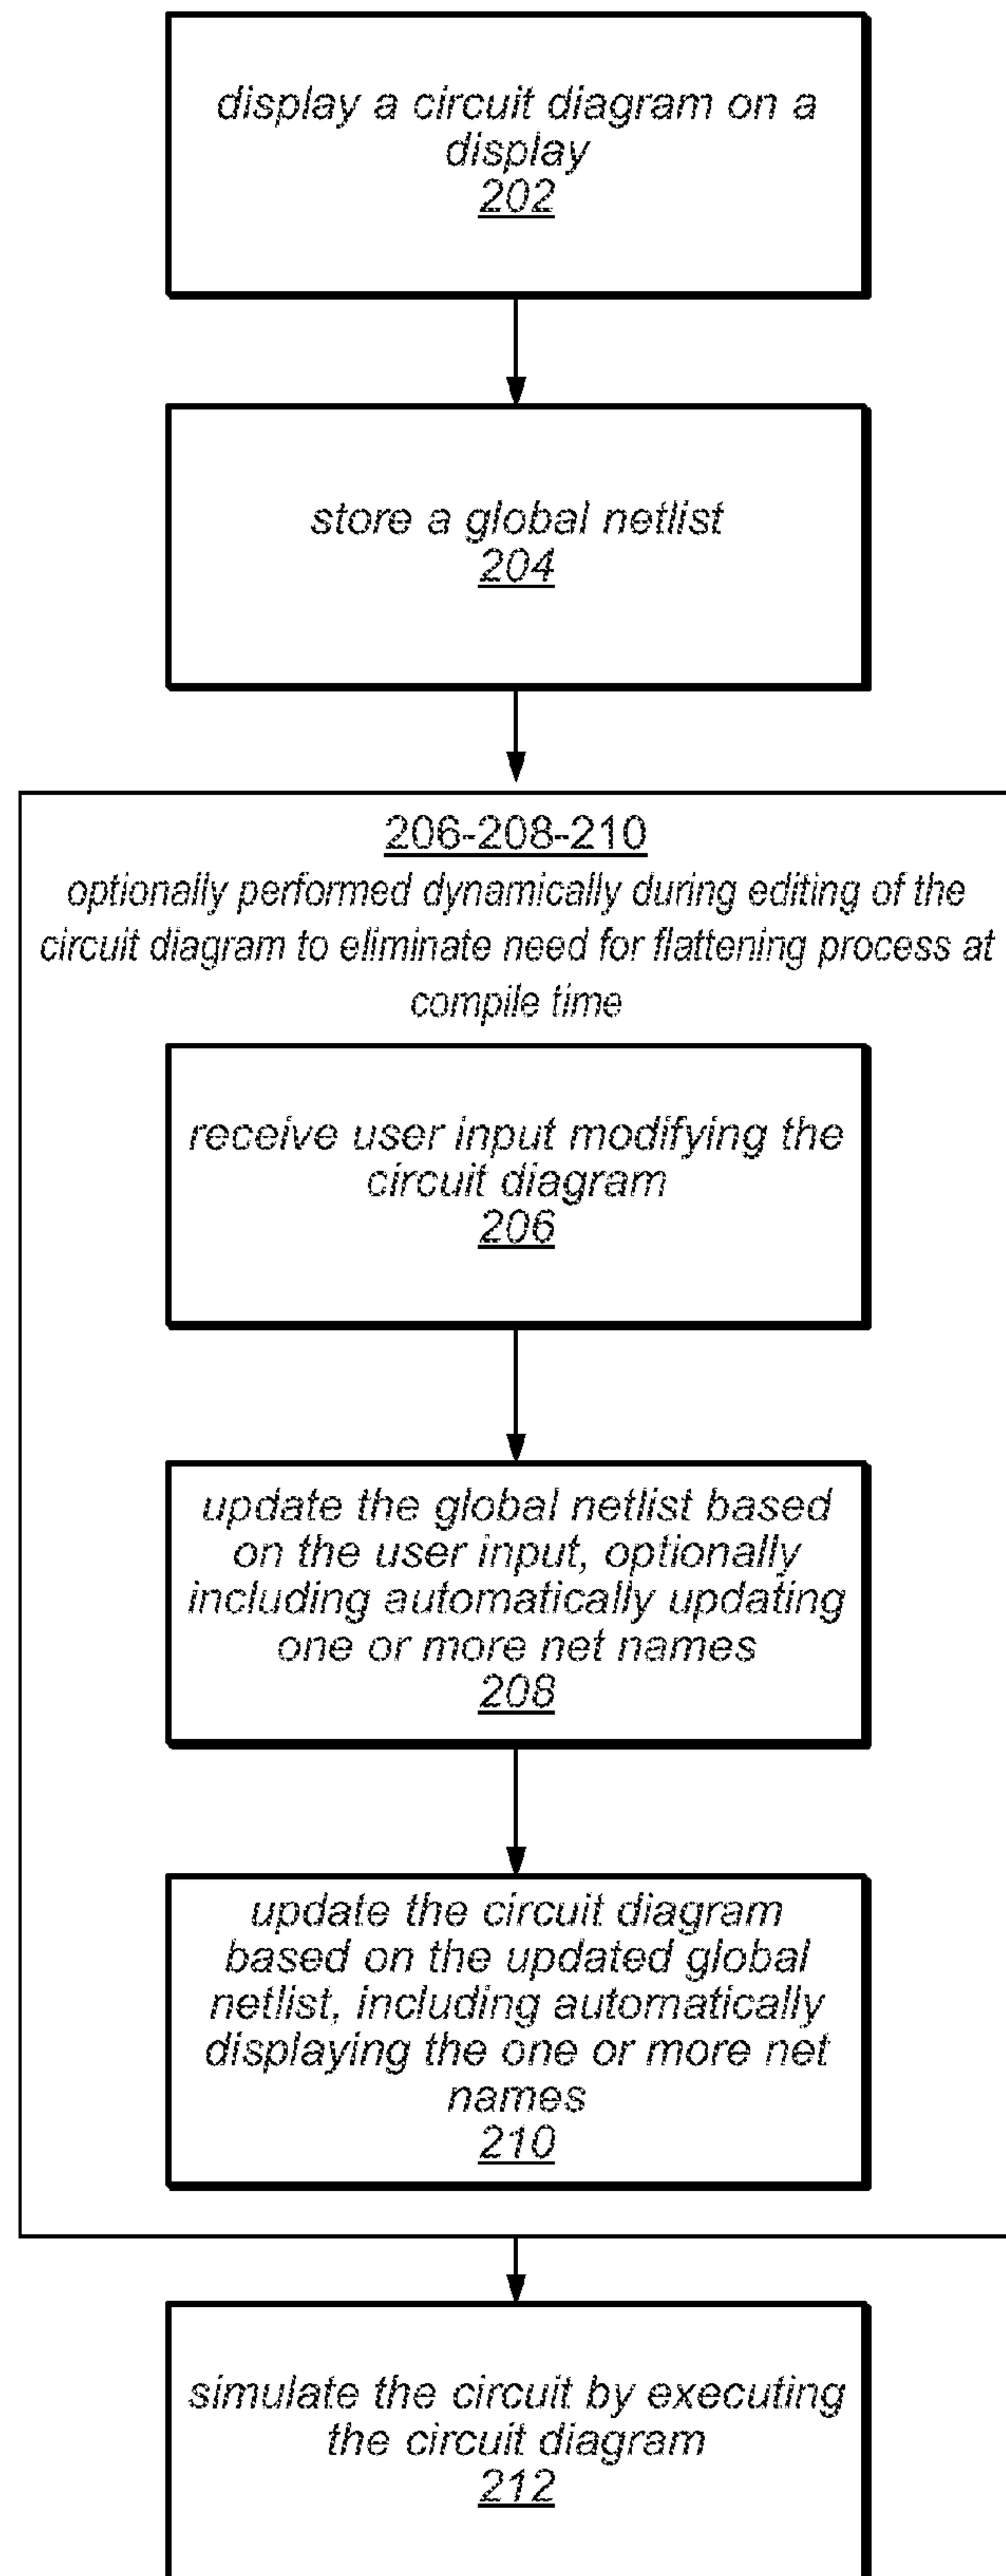 display a circuit diagram on a
display
202
store a global netlist
204
206-208-210
optionally performed dynamically during editing of the
circuit diagram to eliminate need for flattening process at
compile time
receive user input modifying the
circuit diagram
206
update the global netlist based
on the user input, optionally
including automatically updating
one or more net names
208
update the circuit diagram
based on the updated global
netlist, including automatically
displaying the one or more net
names
210
simulate the circuit by executing
the circuit diagram
212